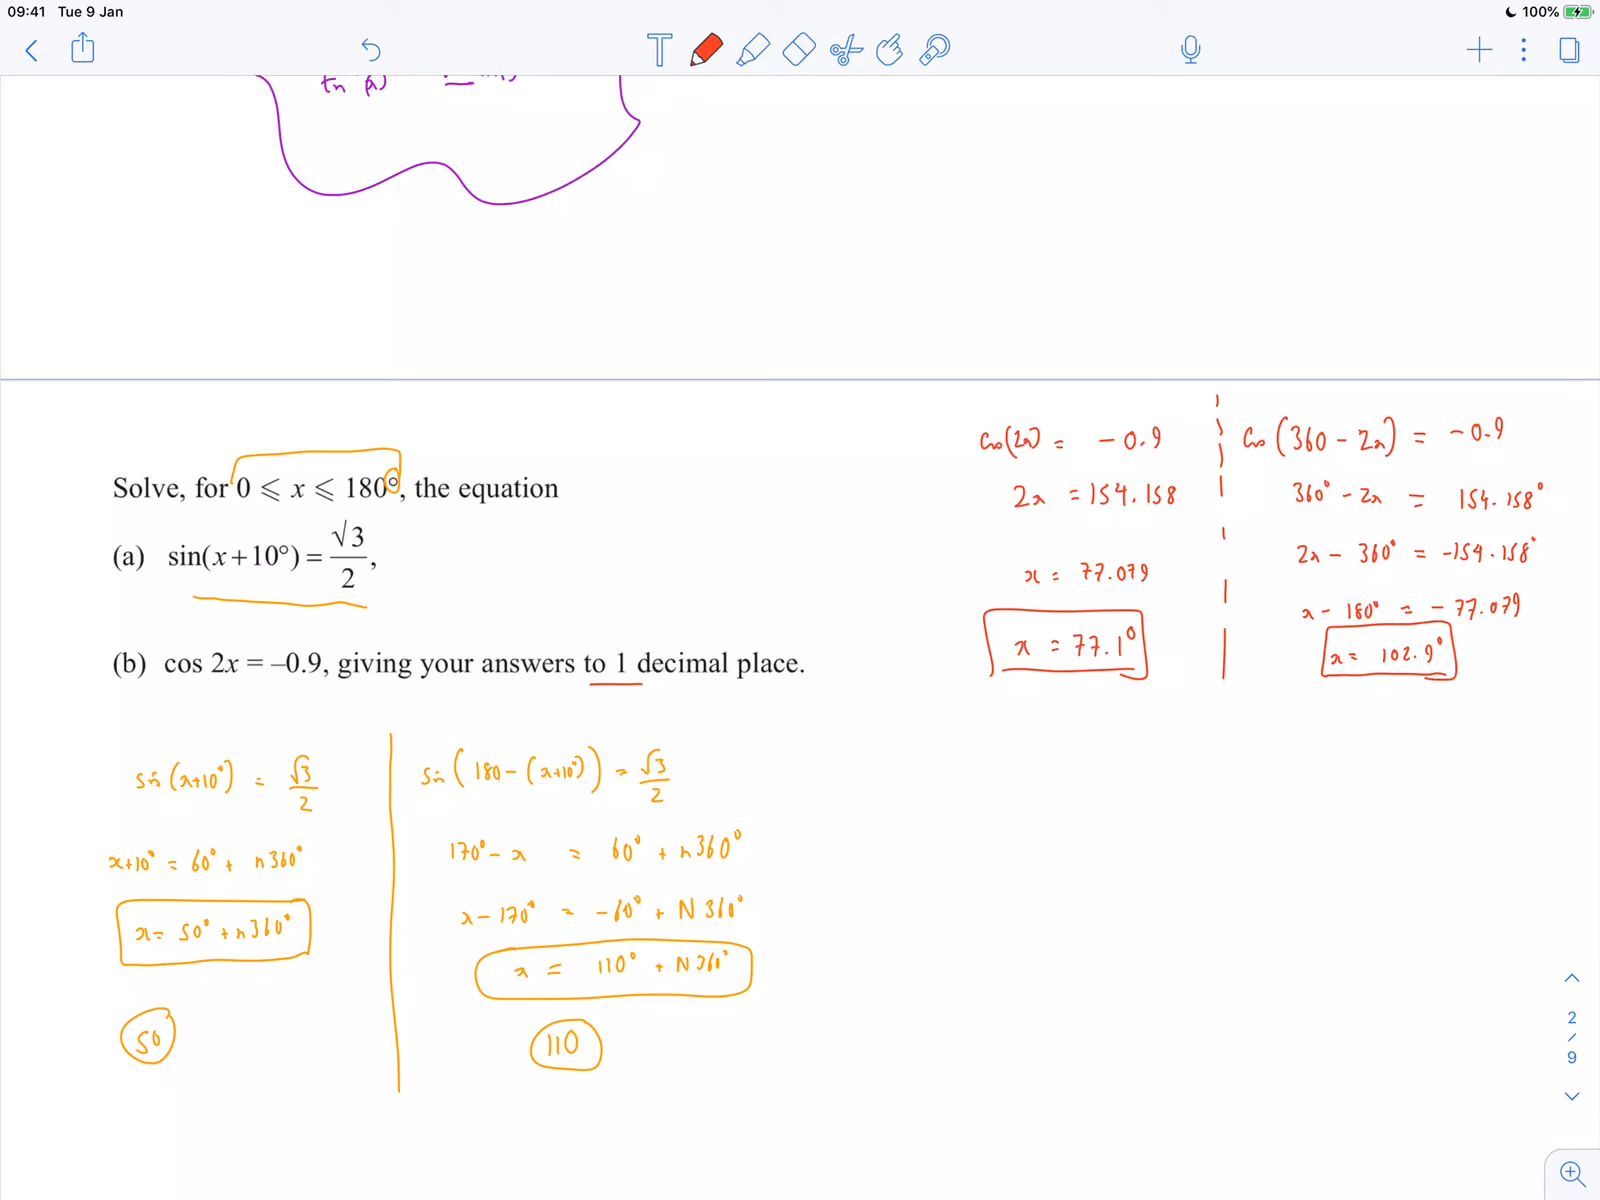 09:41 Tue 9 Jan
100%
Solve, for 0 ⩽ x ⩽ 180°, the equation
(a) sin(x+10°) = √3/2,
(b) cos 2x = –0.9, giving your answers to 1 decimal place.
sin (x+10°) = √3/2
x+10° = 60° + n360°
x = 50° + n360°
50
sin (180 - (x+10°)) = √3/2
170° - x = 60° + n360°
x - 170° = -60° + N360°
x = 110° + N360°
110
Cos(2x) = -0.9
2x = 154.158
x = 77.079
x = 77.1°
Cos (360 - 2x) = -0.9
360° - 2x = 154.158°
2x - 360° = -154.158°
x - 180° = -77.079
x = 102.9°
2
/
9